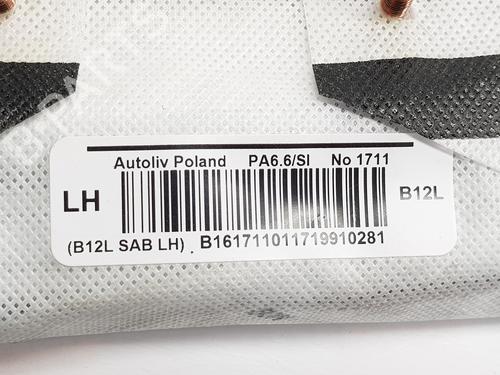 Autoliv Poland PA6.6/SI No 1711
LH
B12L
(B12L SAB LH) B161711011719910281